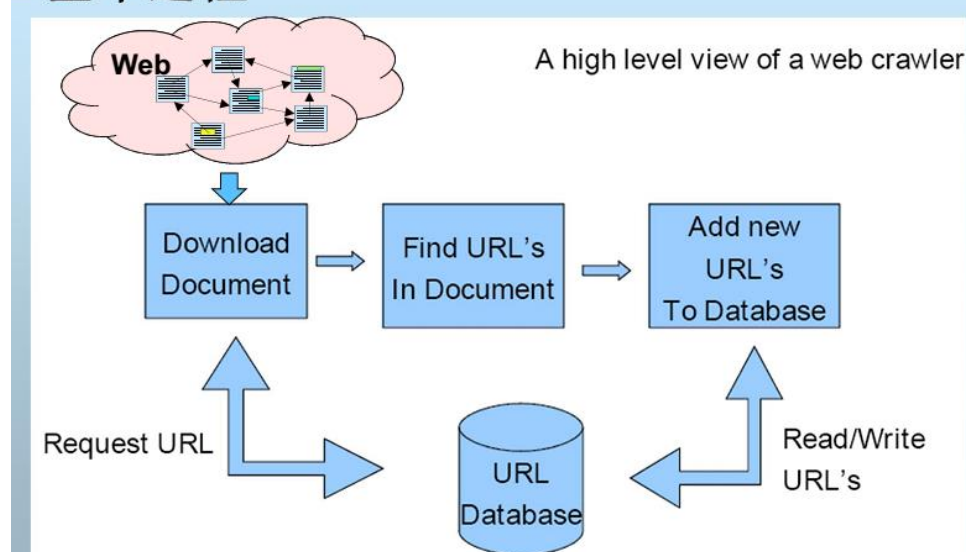 A high level view of a web crawler
Web
Download
Document
Find URL's
In Document
Add new
URL's
To Database
Request URL
URL
Database
Read/Write
URL's